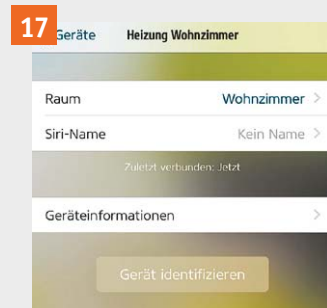 17
Geräte Heizung Wohnzimmer
Raum Wohnzimmer >
Siri-Name Kein Name >
Zuletzt verbunden: Jetzt
Geräteinformationen >
Gerät identifizieren